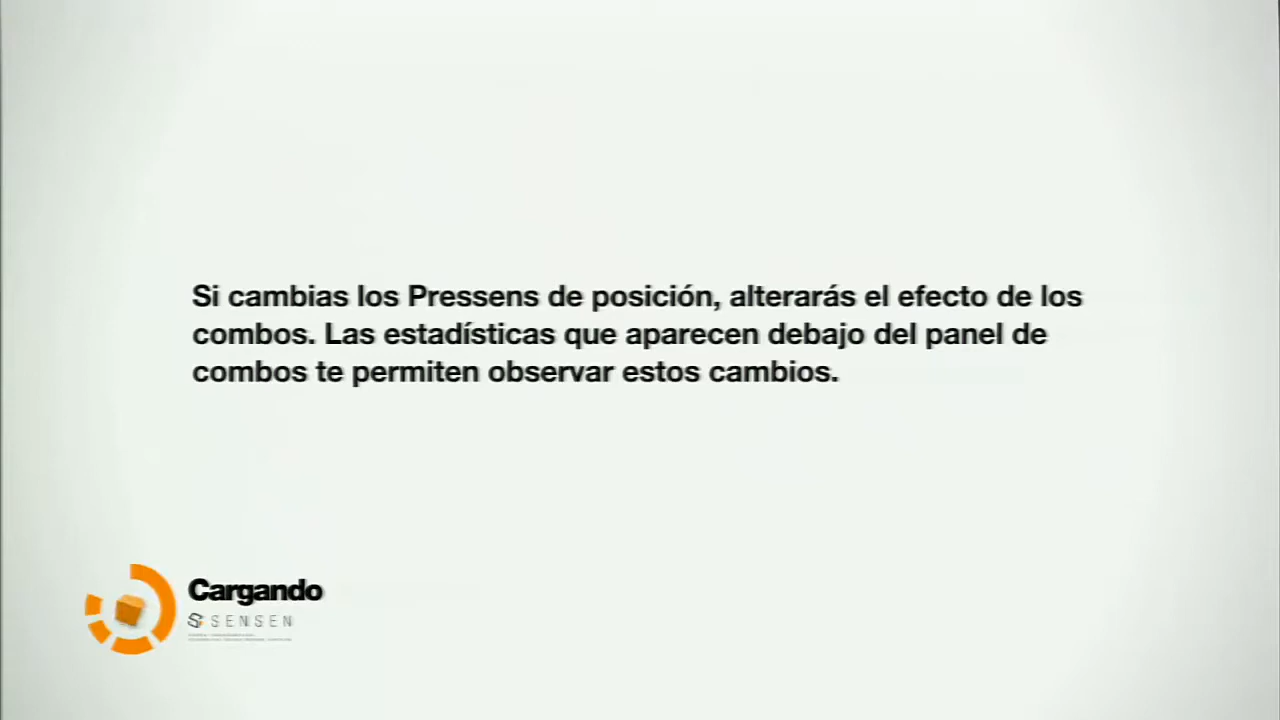 Si cambias los Pressens de posición, alterarás el efecto de los
combos. Las estadísticas que aparecen debajo del panel de
combos te permiten observar estos cambios.
Cargando
SENSEN